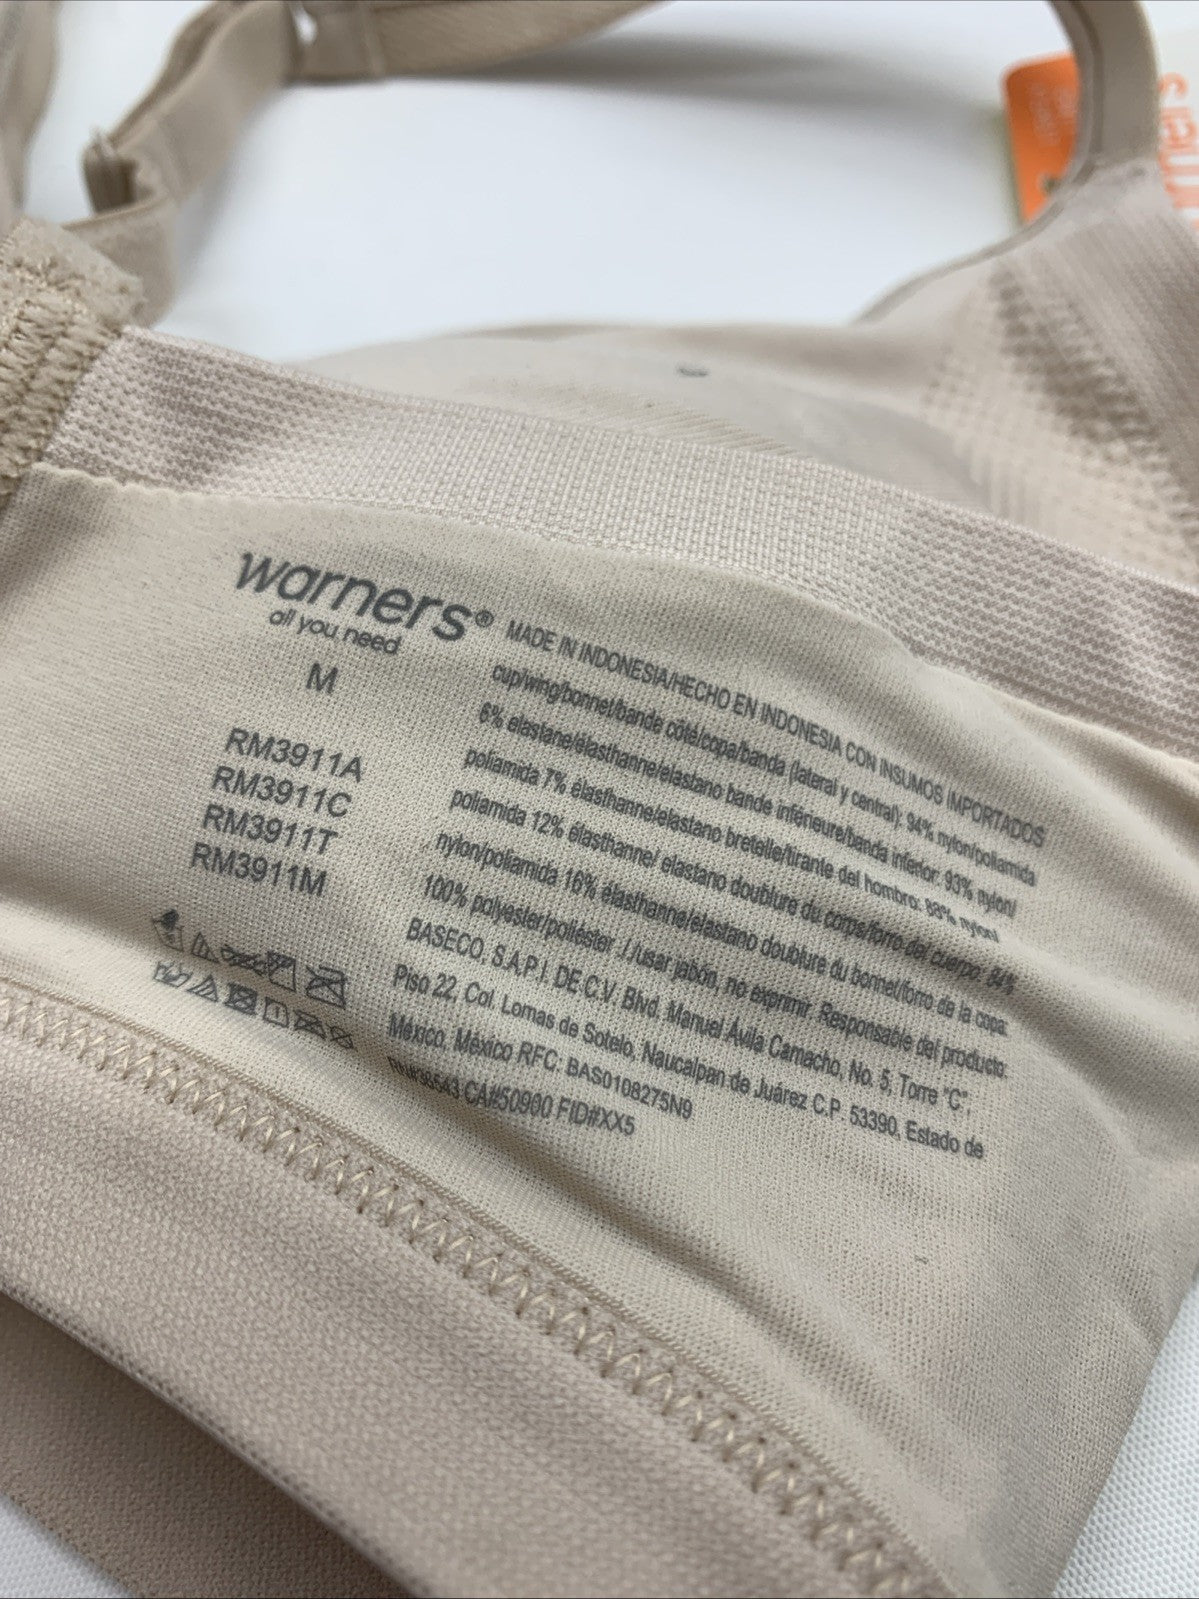 warners®
all you need
M
RM3911A
RM3911C
RM3911T
RM3911M
MADE IN INDONESIA/HECHO EN INDONESIA CON INSUMOS IMPORTADOS
cup/wing/bonnet/bande côté/copa/banda (lateral y central): 94% nylon/poliamida
6% elastane/élasthanne/elastano bande inférieure/banda inferior: 93% nylon/
poliamida 7% élasthanne/elastano bretelle/tirante del hombro: 88% nylon/
poliamida 12% élasthanne/ elastano doublure du corps/forro del cuerpo: 84%
nylon/poliamida 16% élasthanne/elastano doublure du bonnet/forro de la copa:
100% polyester/poliéster ./usar jabón, no exprimir. Responsable del producto:
BASECO. S.A.P.I. DE C.V. Blvd. Manuel Ávila Camacho, No. 5, Torre "C",
Piso 22, Col. Lomas de Sotelo, Naucalpan de Juárez C.P. 53390, Estado de
México. México RFC: BAS0108275N9
CA#50900 FID#XX5